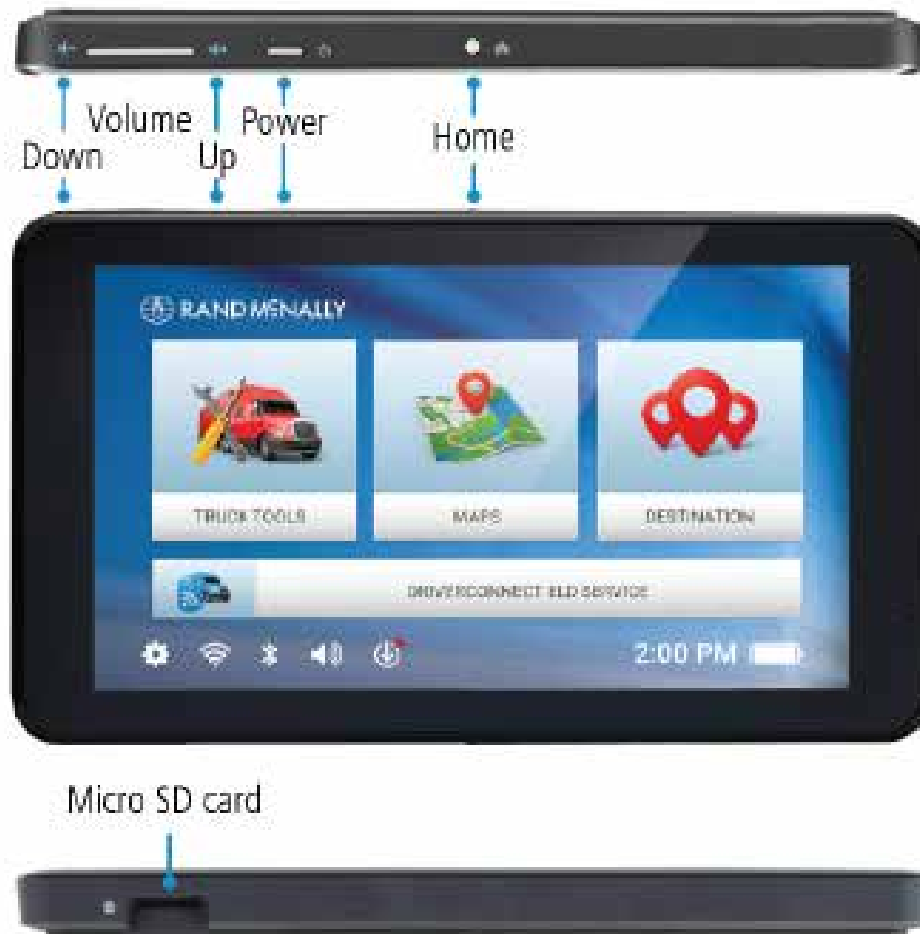 Volume
Power
Down
Up
Home
RAND MCNALLY
TRUCK TOOLS
MAPS
DESTINATION
DRIVERCONNECT ELD SERVICE
2:00 PM
Micro SD card